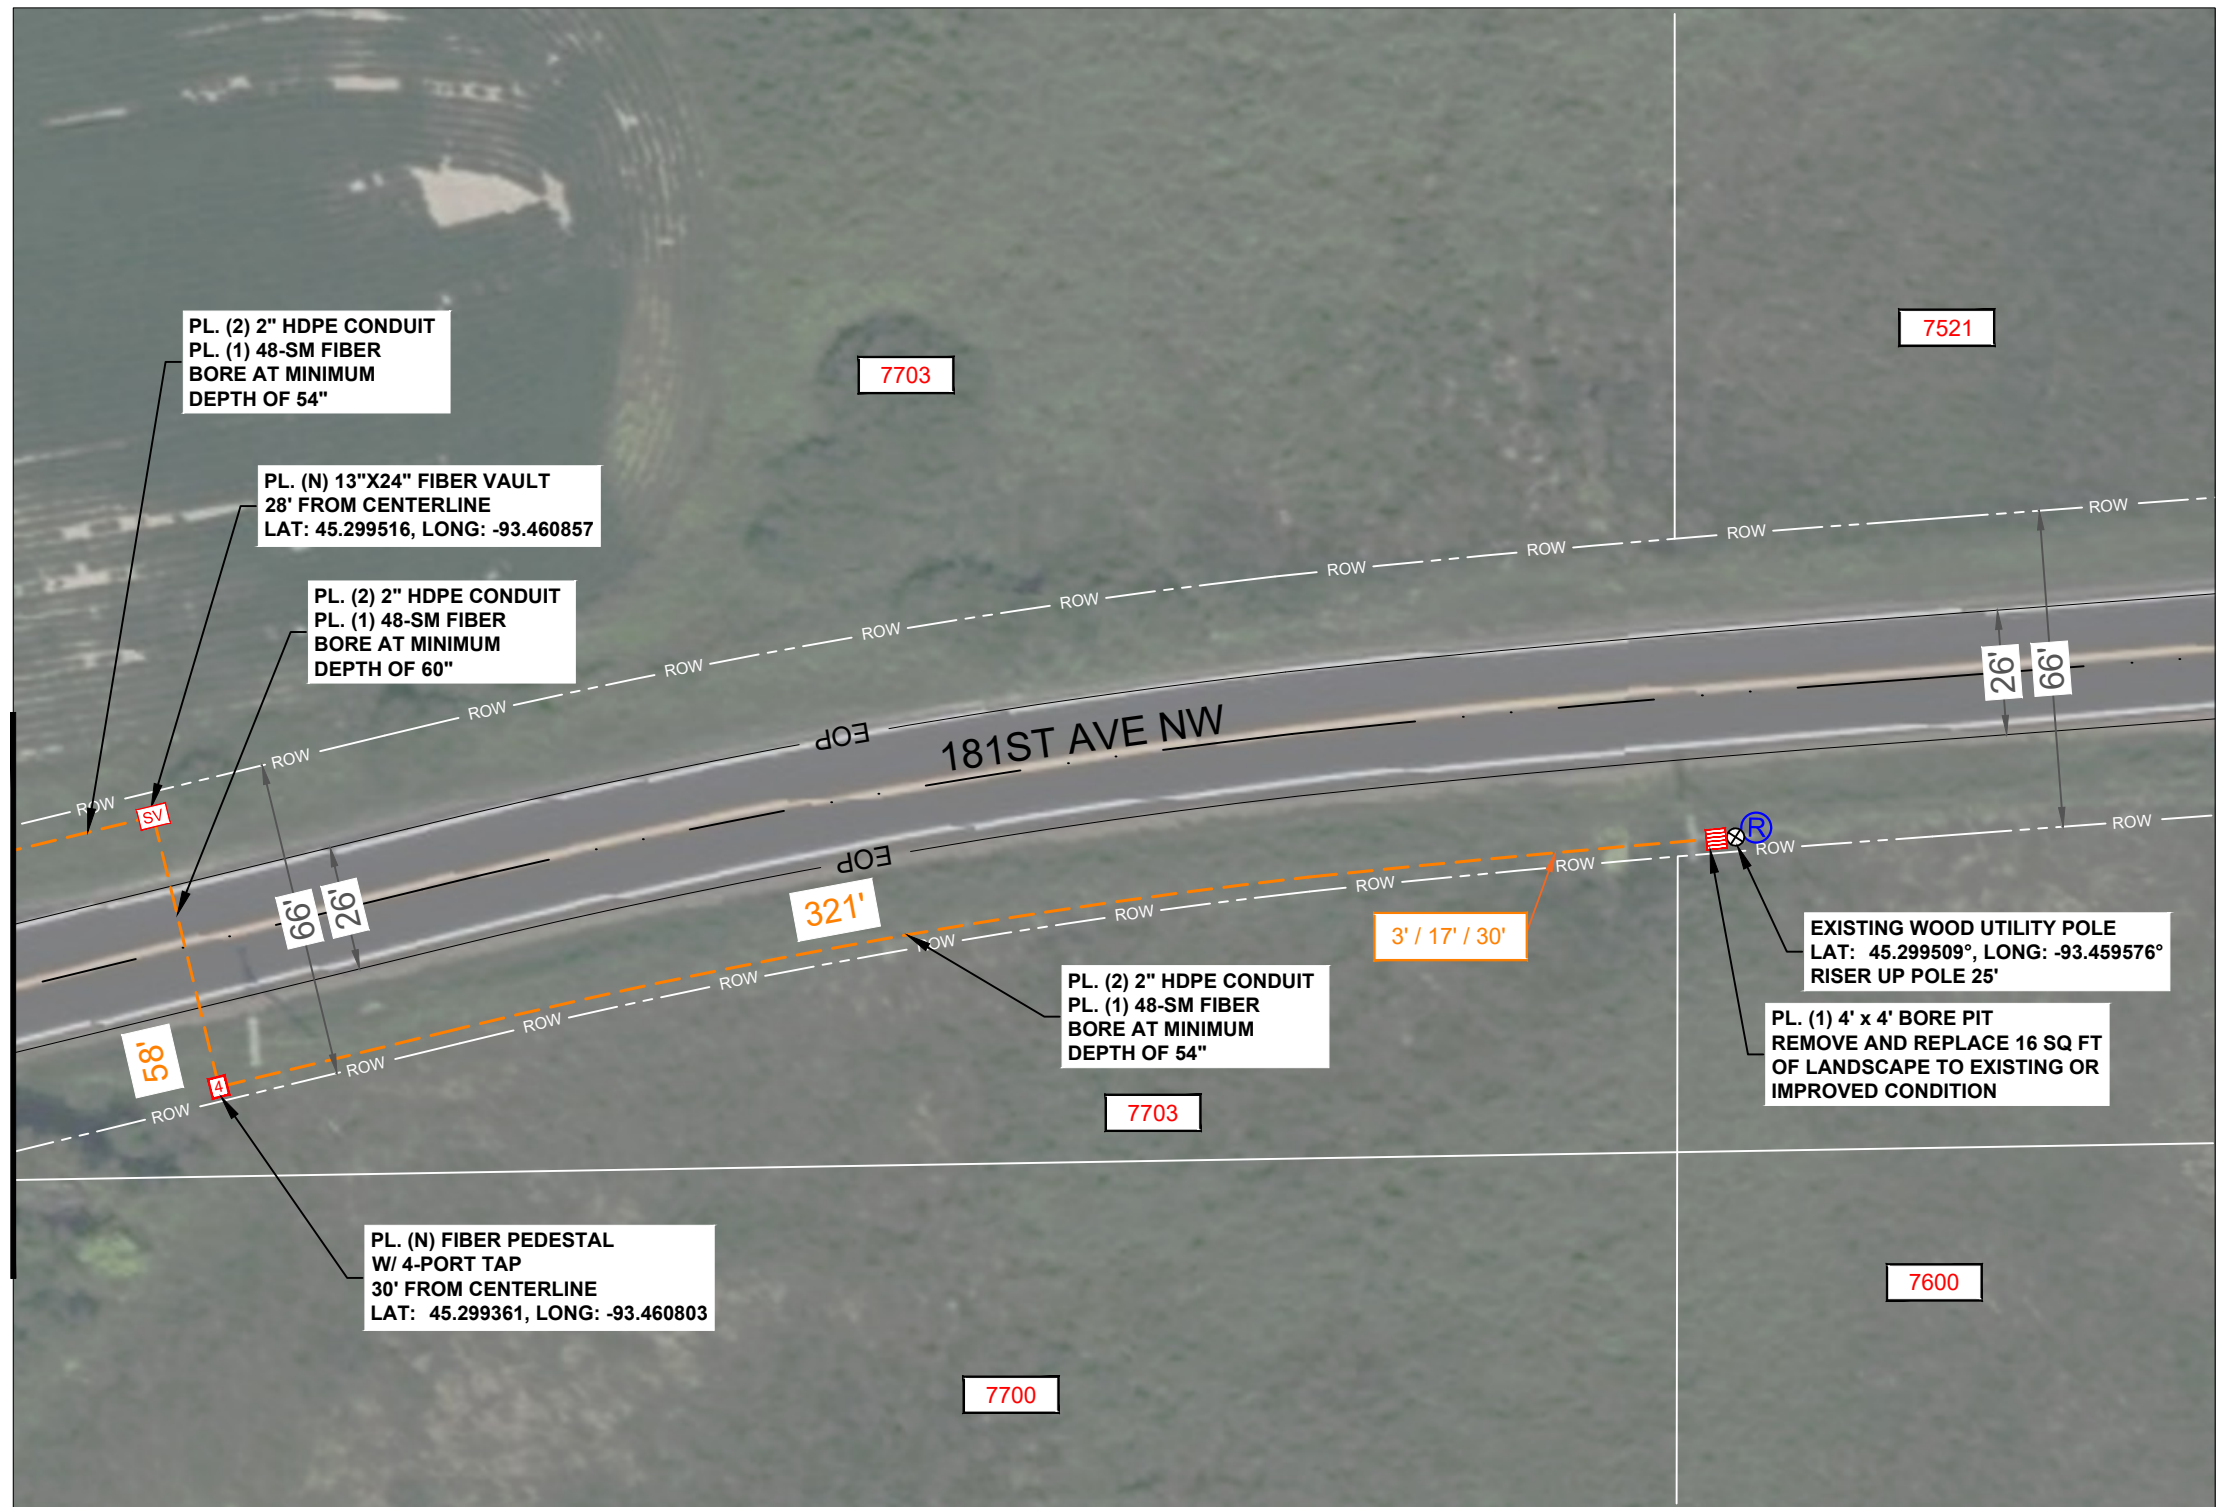 PL. (2) 2" HDPE CONDUIT
PL. (1) 48-SM FIBER
BORE AT MINIMUM
DEPTH OF 54"
7521
7703
PL. (N) 13"X24" FIBER VAULT
28' FROM CENTERLINE
LAT: 45.299516, LONG: -93.460857
PL. (2) 2" HDPE CONDUIT
PL. (1) 48-SM FIBER
BORE AT MINIMUM
DEPTH OF 60"
ROW
ROW
ROW
ROW
ROW
ROW
ROW
ROW
ROW
ROW
SV
EOP
181ST AVE NW
26'
66'
EOP
66'
26'
321'
R
ROW
ROW
ROW
ROW
ROW
ROW
ROW
ROW
ROW
ROW
3' / 17' / 30'
EXISTING WOOD UTILITY POLE
LAT: 45.299509°, LONG: -93.459576°
RISER UP POLE 25'
PL. (2) 2" HDPE CONDUIT
PL. (1) 48-SM FIBER
BORE AT MINIMUM
DEPTH OF 54"
PL. (1) 4' x 4' BORE PIT
REMOVE AND REPLACE 16 SQ FT
OF LANDSCAPE TO EXISTING OR
IMPROVED CONDITION
58'
4
7703
PL. (N) FIBER PEDESTAL
W/ 4-PORT TAP
30' FROM CENTERLINE
LAT: 45.299361, LONG: -93.460803
7600
7700